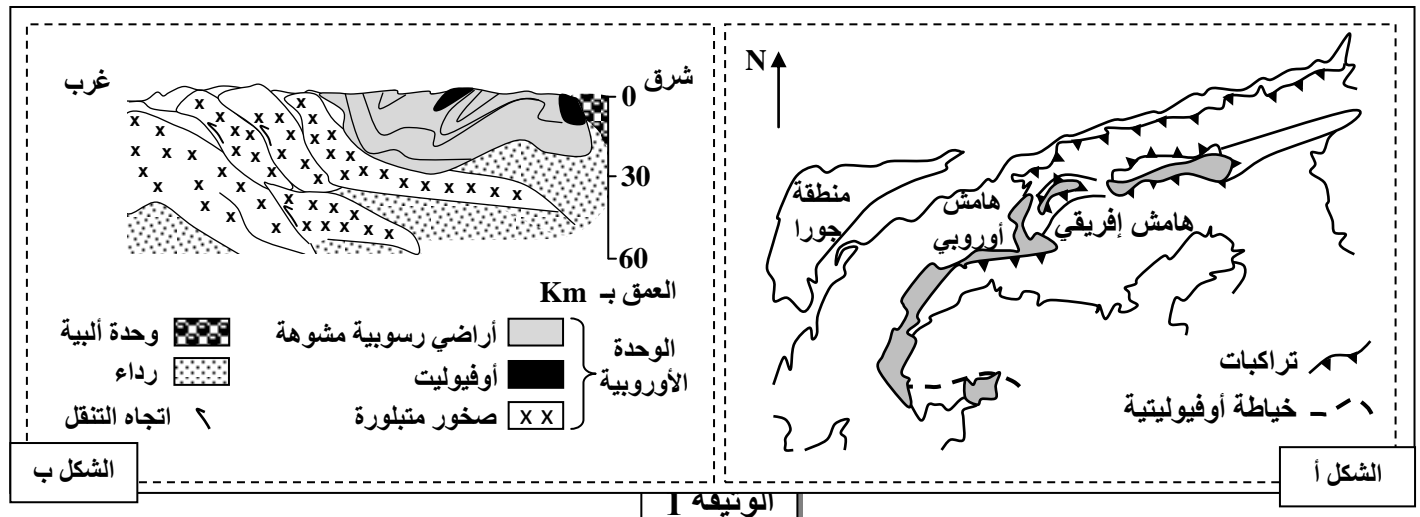 شرق
غرب
0
30
60
العمق بـ Km
الوحدة الأوروبية
أراضي رسوبية مشوهة
أوفيوليت
x x صخور متبلورة
وحدة ألبية
رداء
اتجاه التنقل
الشكل ب
N
منطقة جورا
هامش أوروبي
هامش إفريقي
تراكبات
خياطة أوفيوليتية
الشكل أ
الوثيقة 1